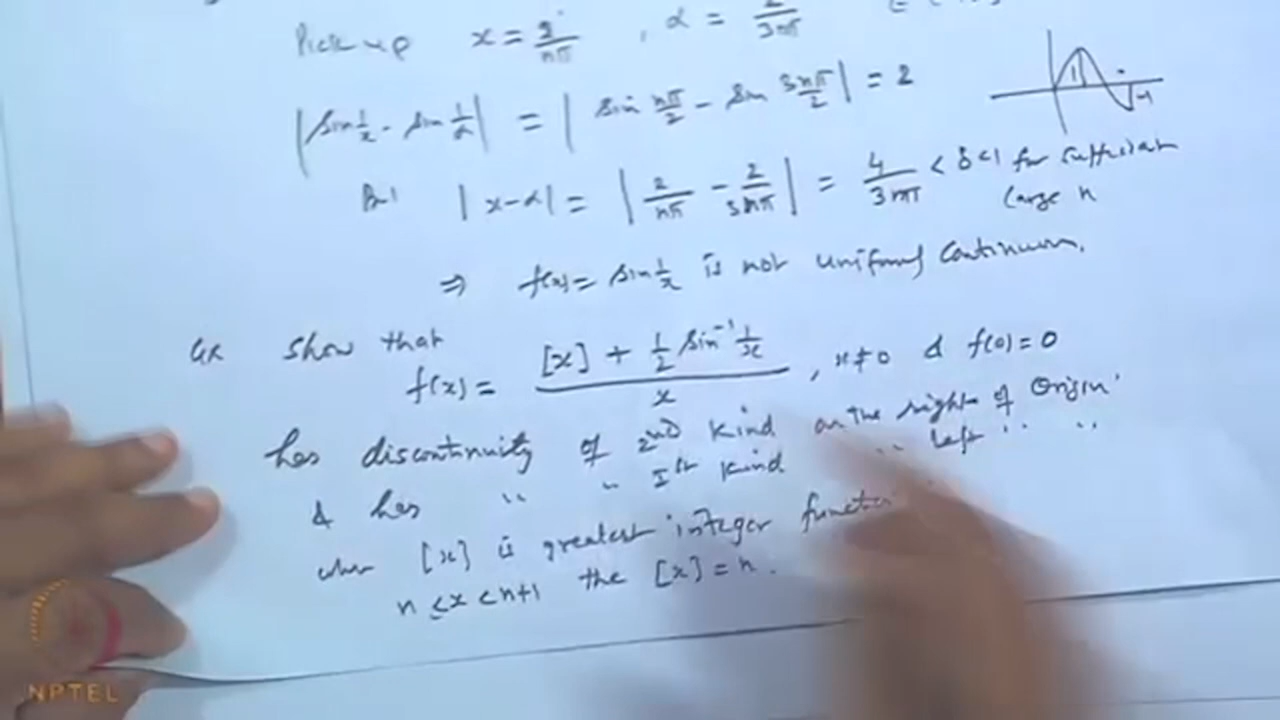 Pick up x = 2/nπ , α = 2/3nπ
|sin 1/x - sin 1/α| = | sin nπ/2 - sin 3nπ/2 | = 2
But |x-α| = | 2/nπ - 2/3nπ | = 4/3nπ < δ<1 for sufficient
large n
⇒ f(x) = sin 1/x is not uniformly continuous.
Ex Show that
f(x) = ([x] + 1/2 sin⁻¹ 1/x)/x , x≠0 & f(0) = 0
has discontinuity of 2nd kind on the right of Origin
& has " " Ist kind " " left " "
when [x] is greatest integer function
n ≤ x < n+1 the [x] = n.
NPTEL